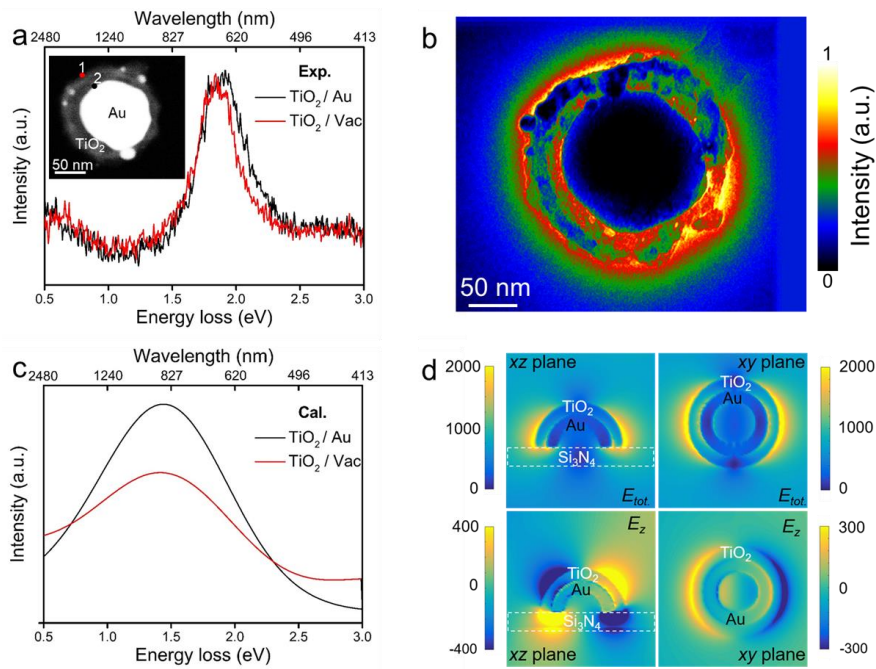 a
Wavelength (nm)
2480 1240 827 620 496 413
Intensity (a.u.)
1
2
Au
TiO₂
50 nm
Exp.
TiO₂ / Au
TiO₂ / Vac
0.5 1.0 1.5 2.0 2.5 3.0
Energy loss (eV)
b
50 nm
1
0
Intensity (a.u.)
c
Wavelength (nm)
2480 1240 827 620 496 413
Intensity (a.u.)
Cal.
TiO₂ / Au
TiO₂ / Vac
0.5 1.0 1.5 2.0 2.5 3.0
Energy loss (eV)
d
2000
1000
0
xz plane
TiO₂
Au
Si₃N₄
Etot.
xy plane
TiO₂
Au
Etot.
2000
1000
0
400
0
-400
Ez
TiO₂
Au
Si₃N₄
xz plane
Ez
TiO₂
Au
xy plane
300
0
-300